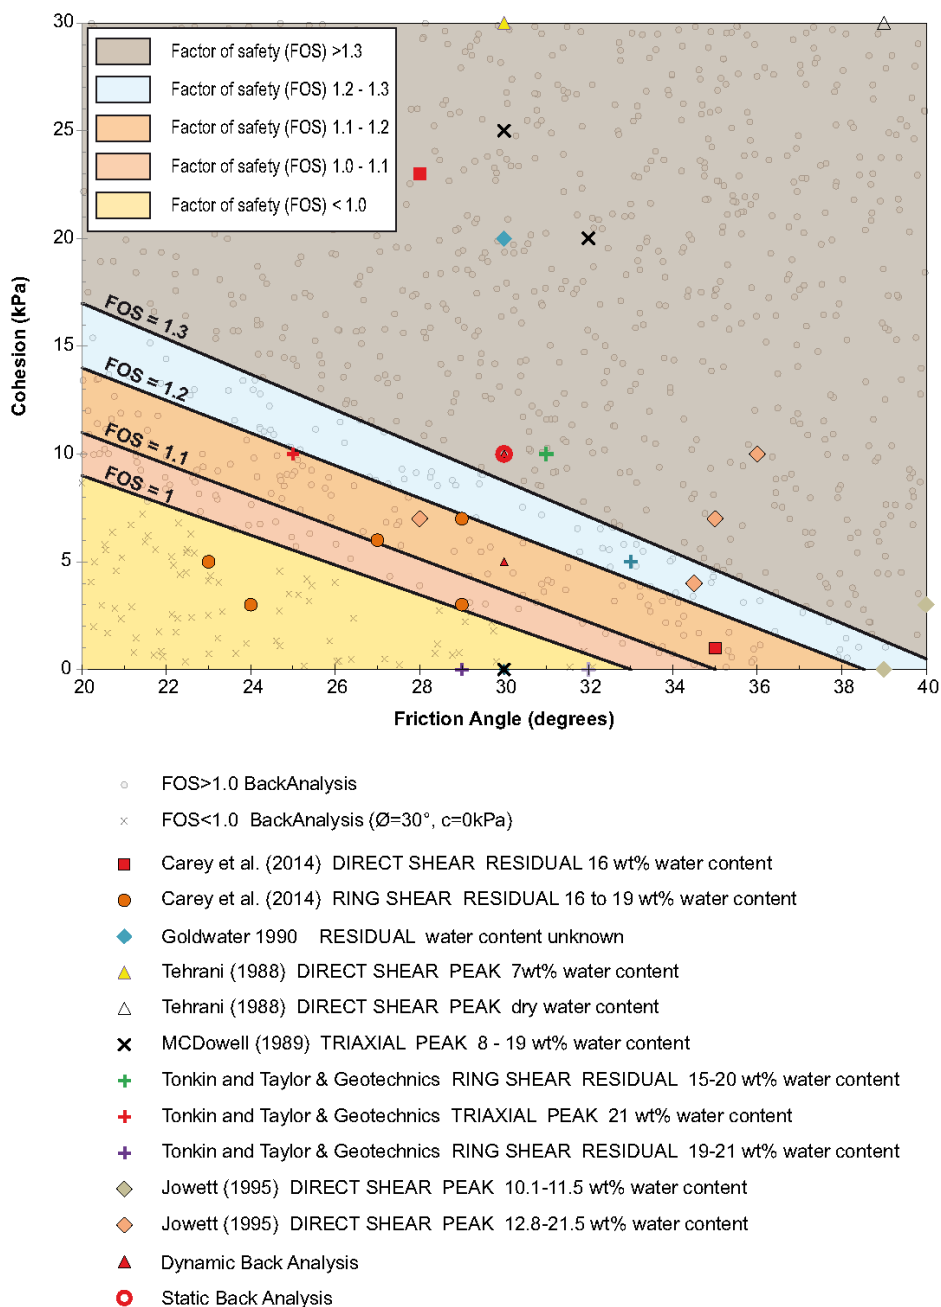 30
25
20
15
10
5
0
Cohesion (kPa)
Factor of safety (FOS) >1.3
Factor of safety (FOS) 1.2 - 1.3
Factor of safety (FOS) 1.1 - 1.2
Factor of safety (FOS) 1.0 - 1.1
Factor of safety (FOS) < 1.0
FOS = 1.3
FOS = 1.2
FOS = 1.1
FOS = 1
20 22 24 26 28 30 32 34 36 38 40
Friction Angle (degrees)
FOS>1.0 BackAnalysis
FOS<1.0 BackAnalysis (Ø=30°, c=0kPa)
Carey et al. (2014) DIRECT SHEAR RESIDUAL 16 wt% water content
Carey et al. (2014) RING SHEAR RESIDUAL 16 to 19 wt% water content
Goldwater 1990 RESIDUAL water content unknown
Tehrani (1988) DIRECT SHEAR PEAK 7wt% water content
Tehrani (1988) DIRECT SHEAR PEAK dry water content
MCDowell (1989) TRIAXIAL PEAK 8 - 19 wt% water content
Tonkin and Taylor & Geotechnics RING SHEAR RESIDUAL 15-20 wt% water content
Tonkin and Taylor & Geotechnics TRIAXIAL PEAK 21 wt% water content
Tonkin and Taylor & Geotechnics RING SHEAR RESIDUAL 19-21 wt% water content
Jowett (1995) DIRECT SHEAR PEAK 10.1-11.5 wt% water content
Jowett (1995) DIRECT SHEAR PEAK 12.8-21.5 wt% water content
Dynamic Back Analysis
Static Back Analysis